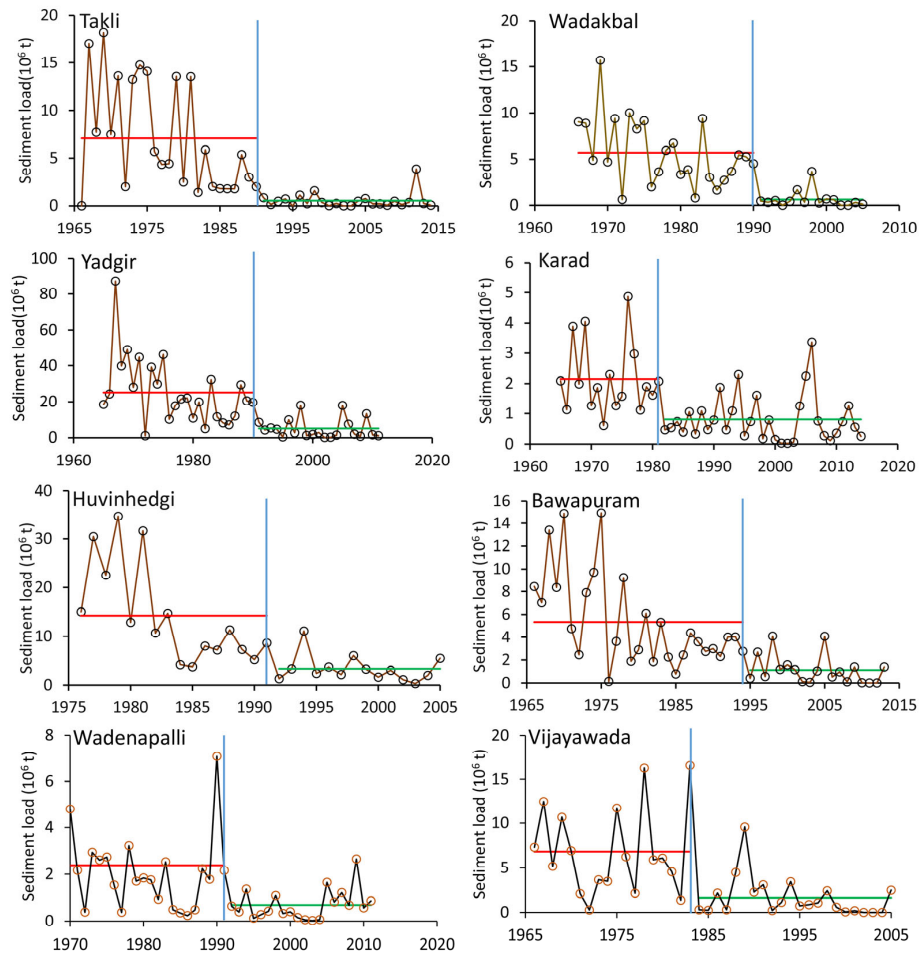 Takli
Sediment load(10⁶ t)
20
15
10
5
0
1965 1975 1985 1995 2005 2015
Wadakbal
Sediment load (10⁶ t)
20
15
10
5
0
1960 1970 1980 1990 2000 2010
Yadgir
Sediment load(10⁶ t)
100
80
60
40
20
0
1960 1980 2000 2020
Karad
Sediment load(10⁶ t)
6
5
4
3
2
1
0
1960 1970 1980 1990 2000 2010 2020
Huvinhedgi
Sediment load (10⁶ t)
40
30
20
10
0
1975 1980 1985 1990 1995 2000 2005
Bawapuram
Sediment load (10⁶ t)
16
14
12
10
8
6
4
2
0
1965 1975 1985 1995 2005 2015
Wadenapalli
Sediment load (10⁶ t)
8
6
4
2
0
1970 1980 1990 2000 2010 2020
Vijayawada
Sediment load (10⁶ t)
20
15
10
5
0
1965 1975 1985 1995 2005